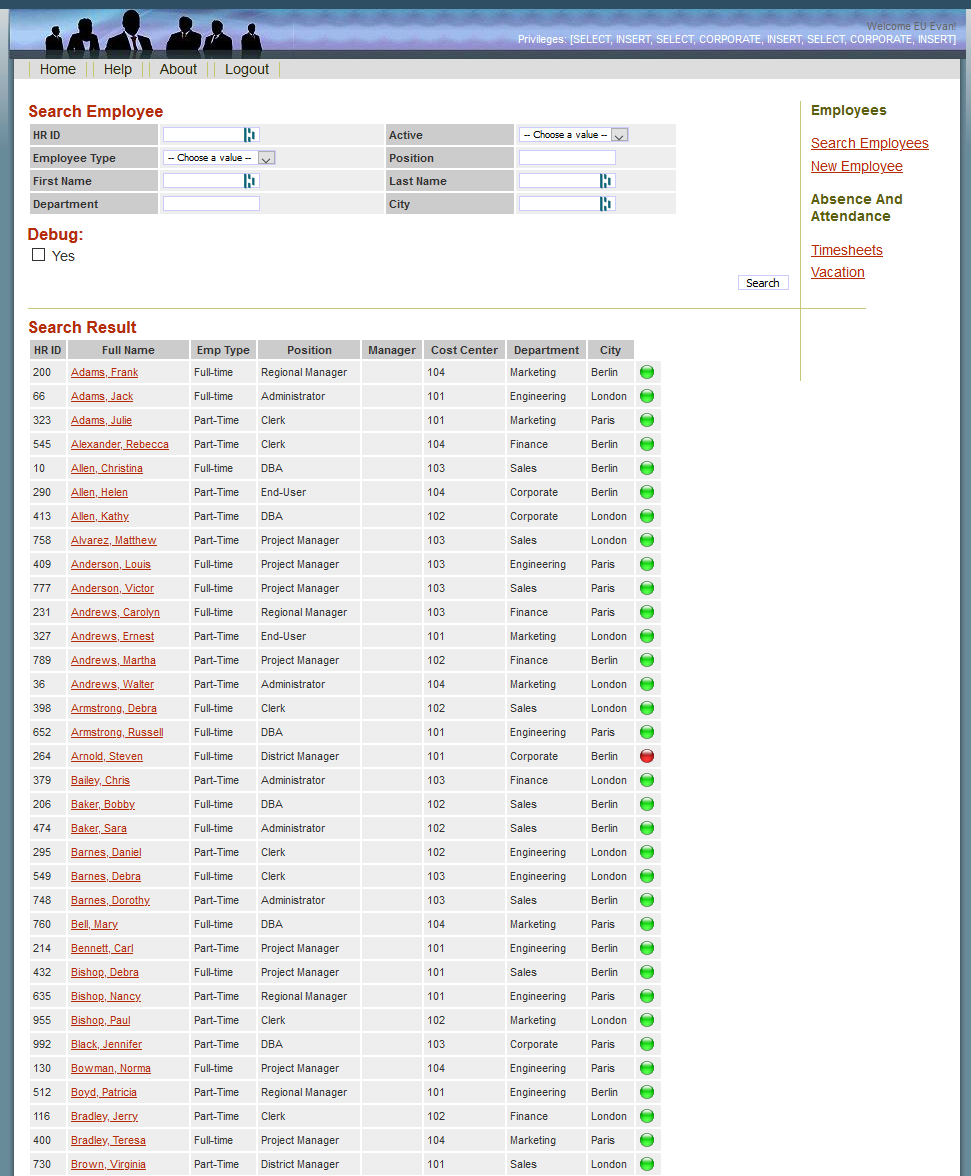 Welcome EU Evan!
Privileges: [SELECT, INSERT, SELECT, CORPORATE, INSERT, SELECT, CORPORATE, INSERT]
Home Help About Logout
Search Employee
HR ID Active -- Choose a value --
Employee Type -- Choose a value -- Position
First Name Last Name
Department City
Debug:
Yes
Search
Employees
Search Employees
New Employee
Absence And
Attendance
Timesheets
Vacation
Search Result
HR ID Full Name Emp Type Position Manager Cost Center Department City
200 Adams, Frank Full-time Regional Manager 104 Marketing Berlin
66 Adams, Jack Full-time Administrator 101 Engineering London
323 Adams, Julie Part-Time Clerk 101 Marketing Paris
545 Alexander, Rebecca Part-Time Clerk 104 Finance Berlin
10 Allen, Christina Full-time DBA 103 Sales Berlin
290 Allen, Helen Part-Time End-User 104 Corporate Berlin
413 Allen, Kathy Part-Time DBA 102 Corporate London
758 Alvarez, Matthew Part-Time Project Manager 103 Sales London
409 Anderson, Louis Full-time Project Manager 103 Engineering Paris
777 Anderson, Victor Full-time Project Manager 103 Sales Paris
231 Andrews, Carolyn Full-time Regional Manager 103 Finance Paris
327 Andrews, Ernest Part-Time End-User 101 Marketing London
789 Andrews, Martha Part-Time Project Manager 102 Finance Berlin
36 Andrews, Walter Part-Time Administrator 104 Marketing London
398 Armstrong, Debra Full-time Clerk 102 Sales London
652 Armstrong, Russell Full-time DBA 101 Engineering Paris
264 Arnold, Steven Full-time District Manager 101 Corporate Berlin
379 Bailey, Chris Part-Time Administrator 103 Finance London
206 Baker, Bobby Full-time DBA 102 Sales Berlin
474 Baker, Sara Full-time Administrator 102 Sales Berlin
295 Barnes, Daniel Part-Time Clerk 102 Engineering London
549 Barnes, Debra Full-time Clerk 103 Engineering London
748 Barnes, Dorothy Part-Time Administrator 103 Sales Berlin
760 Bell, Mary Full-time DBA 104 Marketing Paris
214 Bennett, Carl Part-Time Project Manager 101 Engineering Berlin
432 Bishop, Debra Full-time Project Manager 101 Sales Berlin
635 Bishop, Nancy Part-Time Regional Manager 101 Engineering Paris
955 Bishop, Paul Part-Time Clerk 102 Marketing London
992 Black, Jennifer Part-Time DBA 103 Corporate Paris
130 Bowman, Norma Full-time Project Manager 104 Engineering Paris
512 Boyd, Patricia Part-Time Regional Manager 101 Engineering Berlin
116 Bradley, Jerry Part-Time Clerk 102 Finance London
400 Bradley, Teresa Full-time Project Manager 104 Marketing Paris
730 Brown, Virginia Part-Time District Manager 101 Sales London